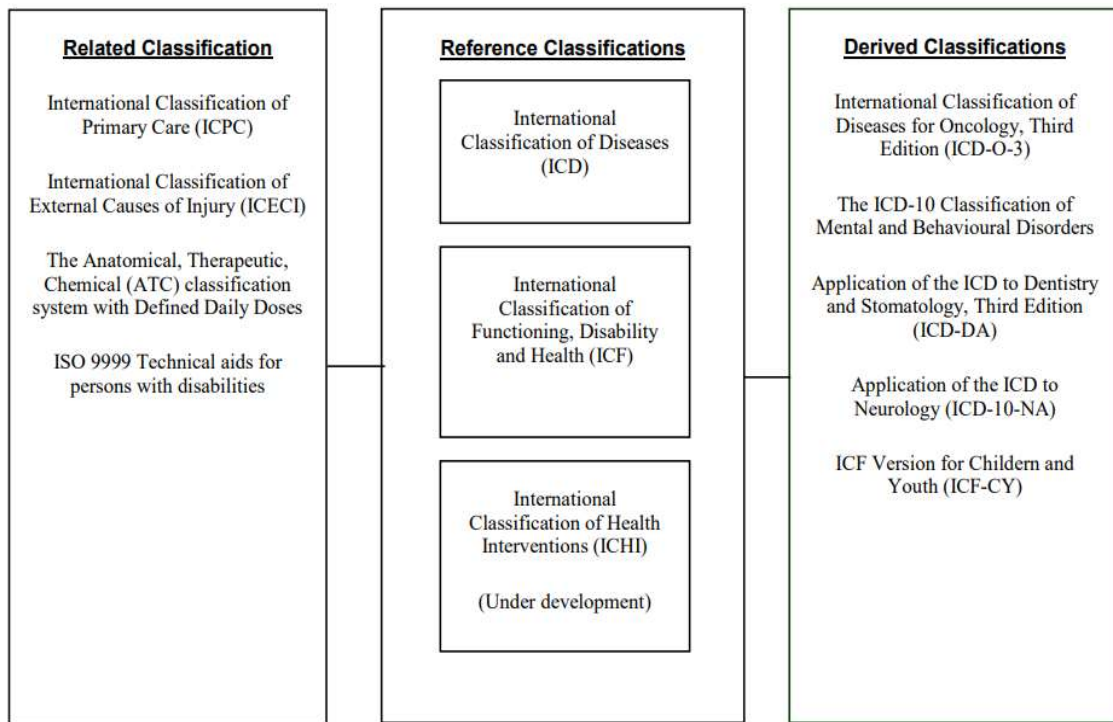 Related Classification
International Classification of
Primary Care (ICPC)
International Classification of
External Causes of Injury (ICECI)
The Anatomical, Therapeutic,
Chemical (ATC) classification
system with Defined Daily Doses
ISO 9999 Technical aids for
persons with disabilities
Reference Classifications
International
Classification of Diseases
(ICD)
International
Classification of
Functioning, Disability
and Health (ICF)
International
Classification of Health
Interventions (ICHI)
(Under development)
Derived Classifications
International Classification of
Diseases for Oncology, Third
Edition (ICD-O-3)
The ICD-10 Classification of
Mental and Behavioural Disorders
Application of the ICD to Dentistry
and Stomatology, Third Edition
(ICD-DA)
Application of the ICD to
Neurology (ICD-10-NA)
ICF Version for Childern and
Youth (ICF-CY)